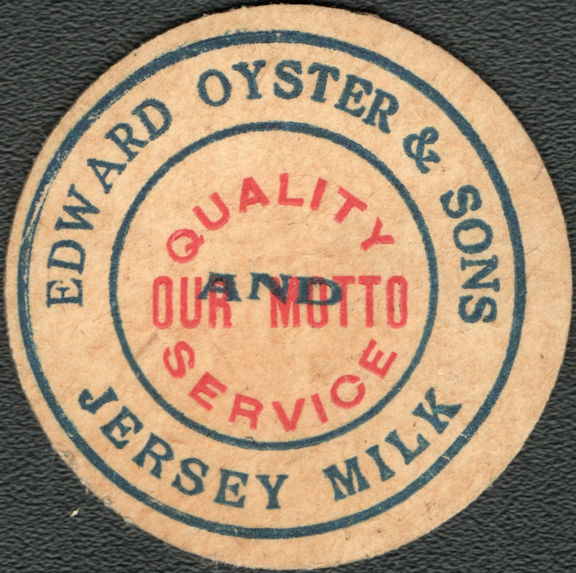 EDWARD OYSTER & SONS
QUALITY
AND
OUR MOTTO
SERVICE
JERSEY MILK